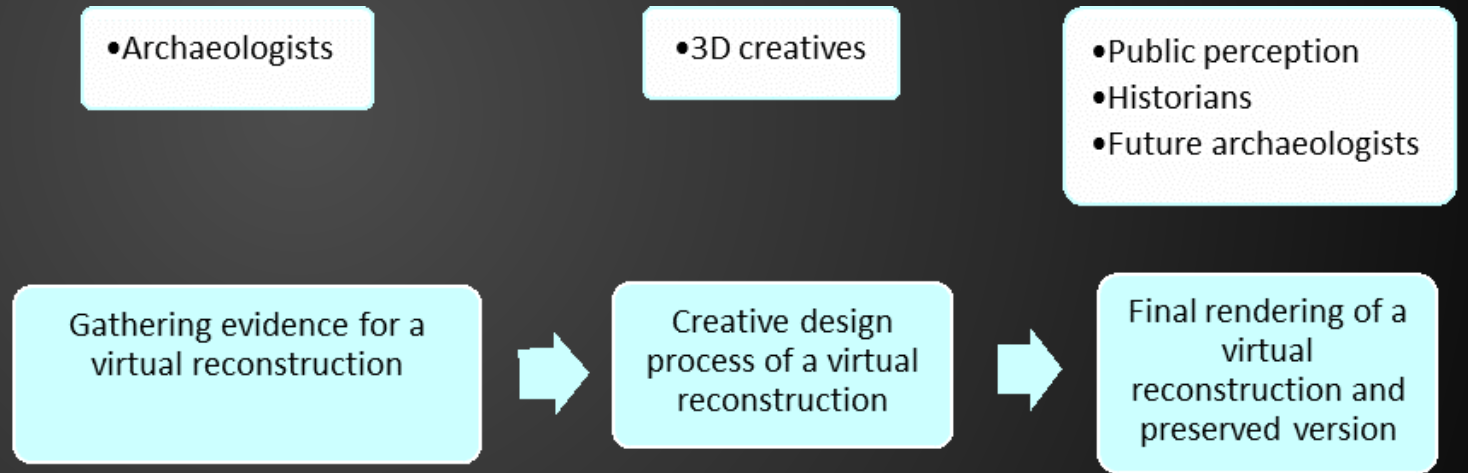 •Archaeologists
•3D creatives
•Public perception
•Historians
•Future archaeologists
Gathering evidence for a
virtual reconstruction
Creative design
process of a virtual
reconstruction
Final rendering of a
virtual
reconstruction and
preserved version